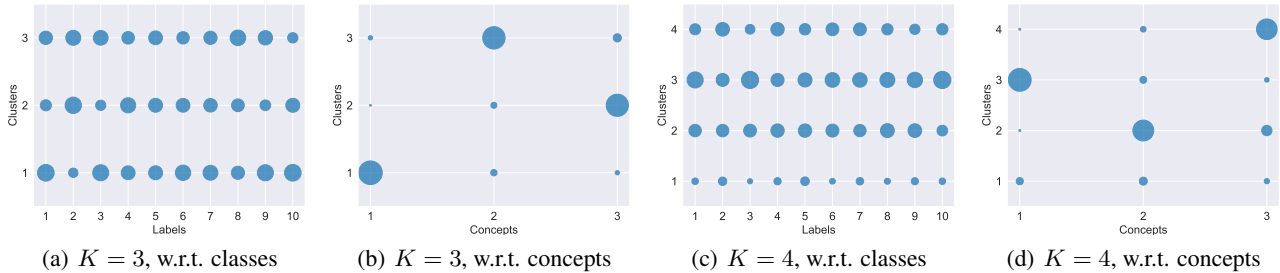 3
2
1
Clusters
1 2 3 4 5 6 7 8 9 10
Labels
(a) K = 3, w.r.t. classes
3
2
1
Clusters
1 2 3
Concepts
(b) K = 3, w.r.t. concepts
4
3
2
1
Clusters
1 2 3 4 5 6 7 8 9 10
Labels
(c) K = 4, w.r.t. classes
4
3
2
1
Clusters
1 2 3
Concepts
(d) K = 4, w.r.t. concepts